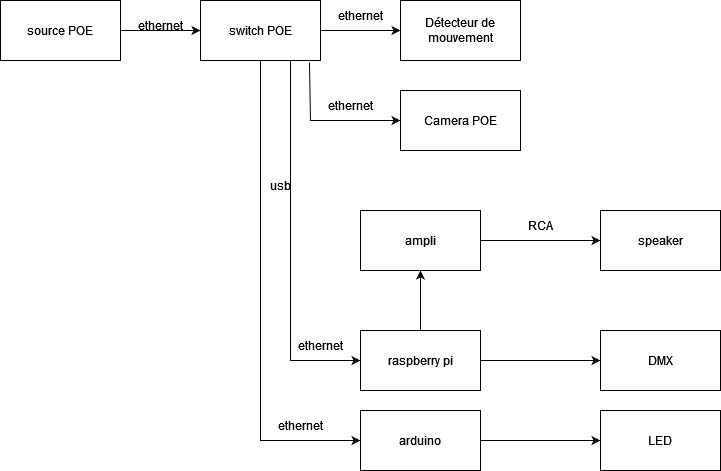 source POE
ethernet
switch POE
ethernet
Détecteur de
mouvement
ethernet
Camera POE
usb
ampli
RCA
speaker
ethernet
raspberry pi
DMX
ethernet
arduino
LED